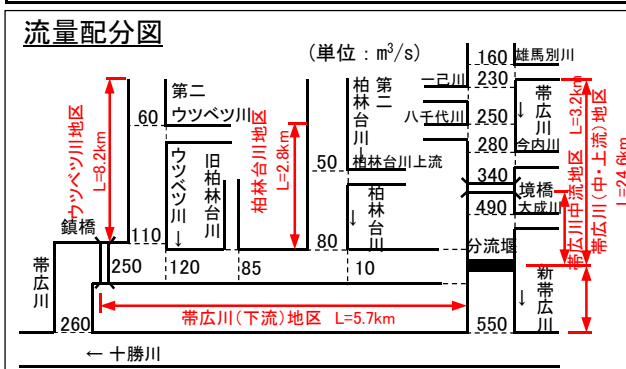 流量配分図
(単位：m³/s)
160
雄馬別川
230
一己川
帯広川
↓
八千代川
250
280
今内川
340
境橋
490
大成川
分流堰
新帯広川
↓
550
帯広川中流地区 L=3.2km
帯広川(中・上流)地区 L=24.6km
第二柏林台川
50
柏林台川上流
柏林台川
↓
80
10
柏林台川地区 L=2.8km
第二ウツベツ川
60
ウツベツ川
↓
旧柏林台川
ウツベツ川地区 L=8.2km
鎮橋
110
250
120
85
帯広川
260
帯広川(下流)地区 L=5.7km
← 十勝川